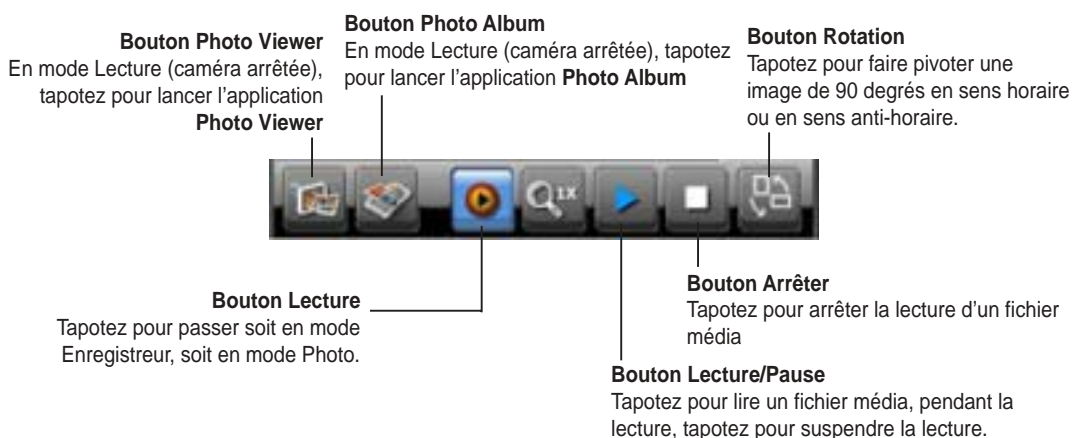 Bouton Photo Viewer
En mode Lecture (caméra arrêtée),
tapotez pour lancer l'application
Photo Viewer
Bouton Photo Album
En mode Lecture (caméra arrêtée), tapotez
pour lancer l'application Photo Album
Bouton Rotation
Tapotez pour faire pivoter une
image de 90 degrés en sens horaire
ou en sens anti-horaire.
1X
Bouton Lecture
Tapotez pour passer soit en mode
Enregistreur, soit en mode Photo.
Bouton Arrêter
Tapotez pour arrêter la lecture d'un fichier
média
Bouton Lecture/Pause
Tapotez pour lire un fichier média, pendant la
lecture, tapotez pour suspendre la lecture.